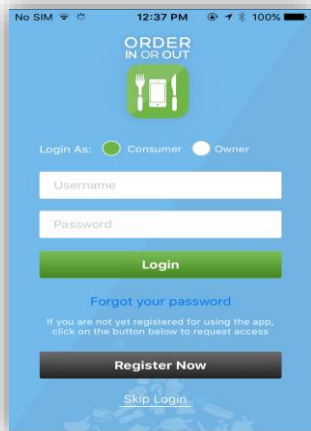 No SIM 12:37 PM 100%
ORDER
IN OR OUT
Login As: Consumer Owner
Username
Password
Login
Forgot your password
If you are not yet registered for using the app,
click on the button below to request access
Register Now
Skip Login